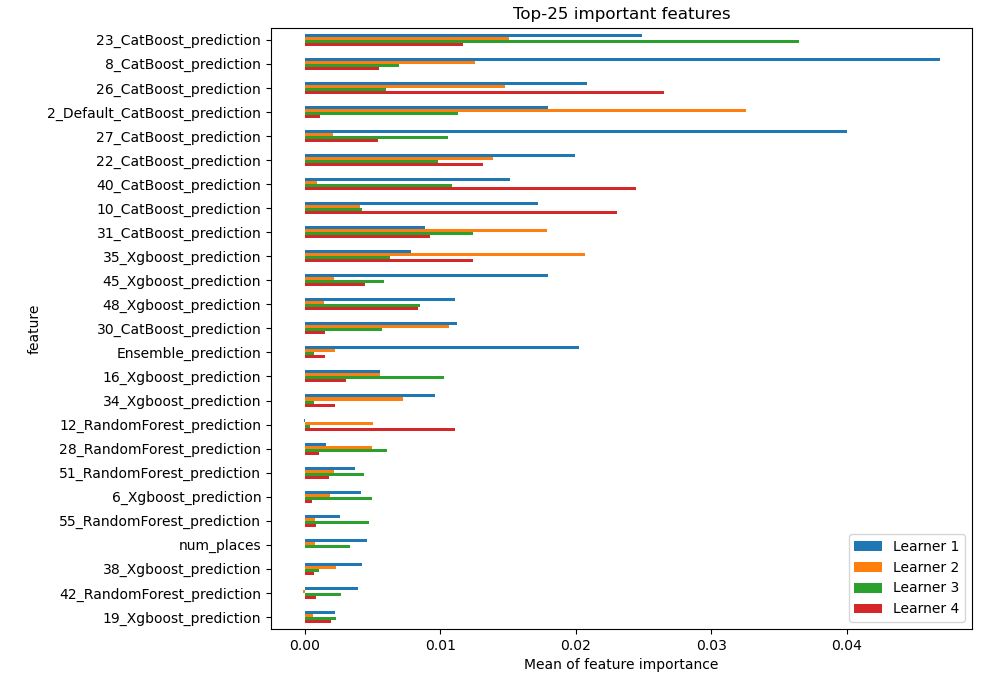 Top-25 important features
23_CatBoost_prediction
8_CatBoost_prediction
26_CatBoost_prediction
2_Default_CatBoost_prediction
27_CatBoost_prediction
22_CatBoost_prediction
40_CatBoost_prediction
10_CatBoost_prediction
31_CatBoost_prediction
35_Xgboost_prediction
45_Xgboost_prediction
48_Xgboost_prediction
30_CatBoost_prediction
Ensemble_prediction
16_Xgboost_prediction
34_Xgboost_prediction
12_RandomForest_prediction
28_RandomForest_prediction
51_RandomForest_prediction
6_Xgboost_prediction
55_RandomForest_prediction
num_places
38_Xgboost_prediction
42_RandomForest_prediction
19_Xgboost_prediction
feature
Learner 1
Learner 2
Learner 3
Learner 4
0.00 0.01 0.02 0.03 0.04
Mean of feature importance